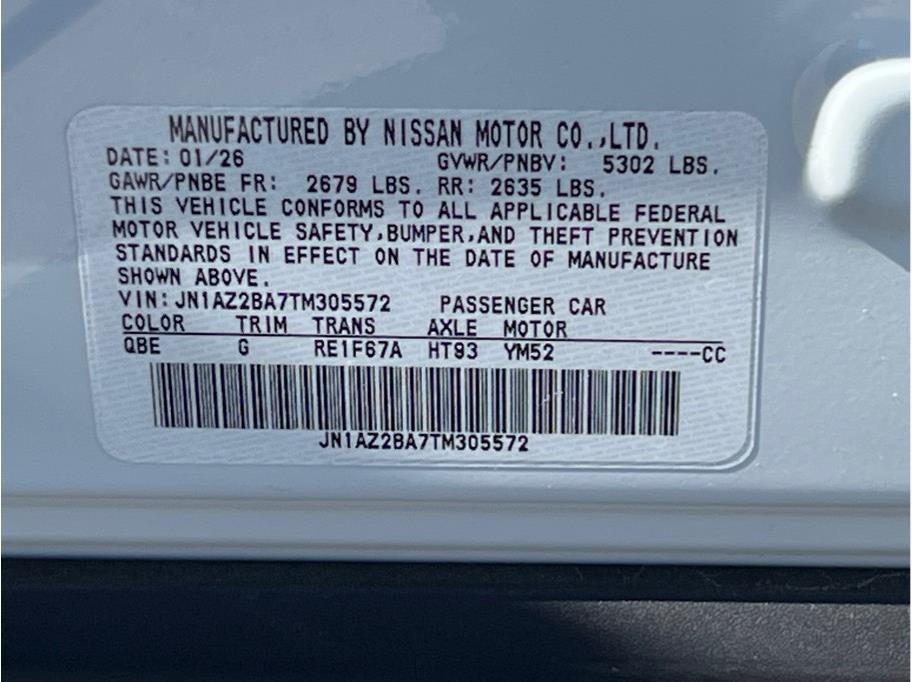 MANUFACTURED BY NISSAN MOTOR CO.,LTD.
DATE: 01/26 GVWR/PNBV: 5302 LBS.
GAWR/PNBE FR: 2679 LBS. RR: 2635 LBS.
THIS VEHICLE CONFORMS TO ALL APPLICABLE FEDERAL
MOTOR VEHICLE SAFETY,BUMPER,AND THEFT PREVENTION
STANDARDS IN EFFECT ON THE DATE OF MANUFACTURE
SHOWN ABOVE.
VIN: JN1AZ2BA7TM305572 PASSENGER CAR
COLOR TRIM TRANS AXLE MOTOR
QBE G RE1F67A HT93 YM52 ----CC
JN1AZ2BA7TM305572